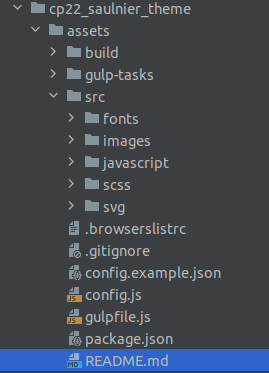 cp22_saulnier_theme
assets
build
gulp-tasks
src
fonts
images
javascript
scss
svg
.browserslistrc
.gitignore
config.example.json
config.js
gulpfile.js
package.json
README.md